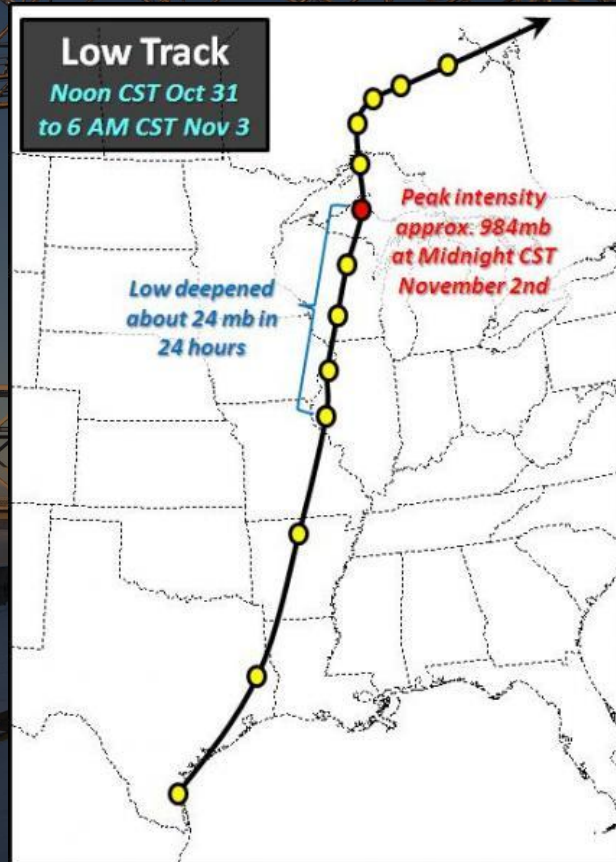 Low Track
Noon CST Oct 31
to 6 AM CST Nov 3
Peak intensity
approx. 984mb
at Midnight CST
November 2nd
Low deepened
about 24 mb in
24 hours